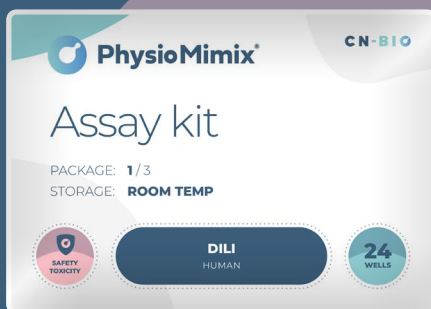 PhysioMimix®
CN-BIO
Assay kit
PACKAGE: 1/3
STORAGE: ROOM TEMP
SAFETY
TOXICITY
DILI
HUMAN
24
WELLS